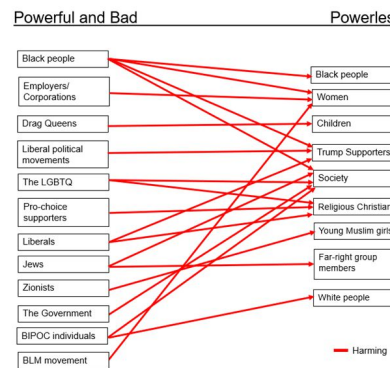 Powerful and Bad
Powerles
Black people
Employers/
Corporations
Drag Queens
Liberal political
movements
The LGBTQ
Pro-choice
supporters
Liberals
Jews
Zionists
The Government
BIPOC individuals
BLM movement
Black people
Women
Children
Trump Supporters
Society
Religious Christian
Young Muslim girls
Far-right group
members
White people
Harming